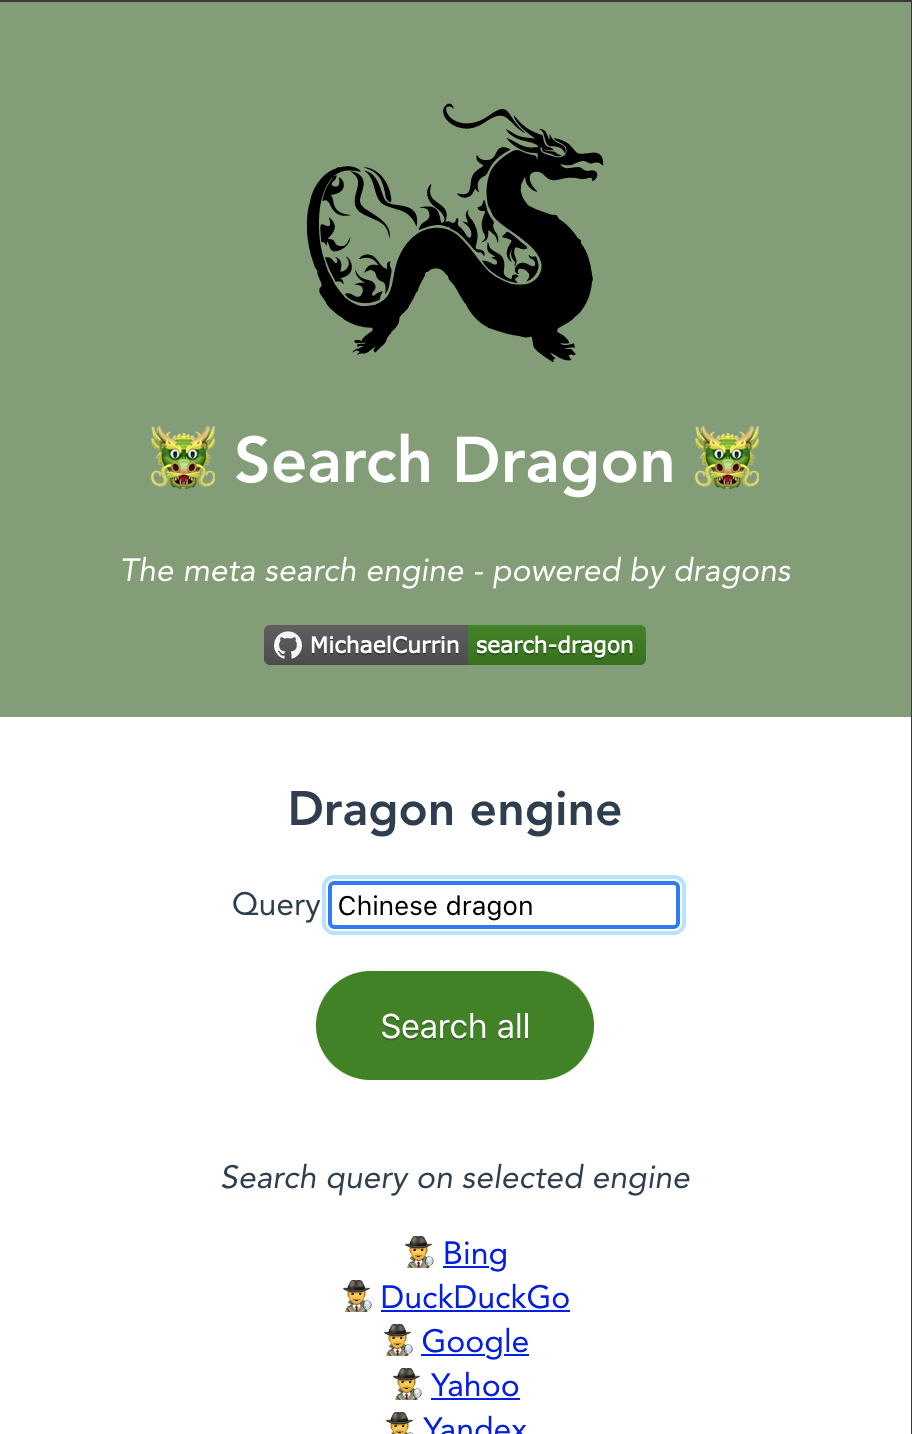 Search Dragon
The meta search engine - powered by dragons
MichaelCurrin search-dragon
Dragon engine
Query Chinese dragon
Search all
Search query on selected engine
Bing
DuckDuckGo
Google
Yahoo
Yandex